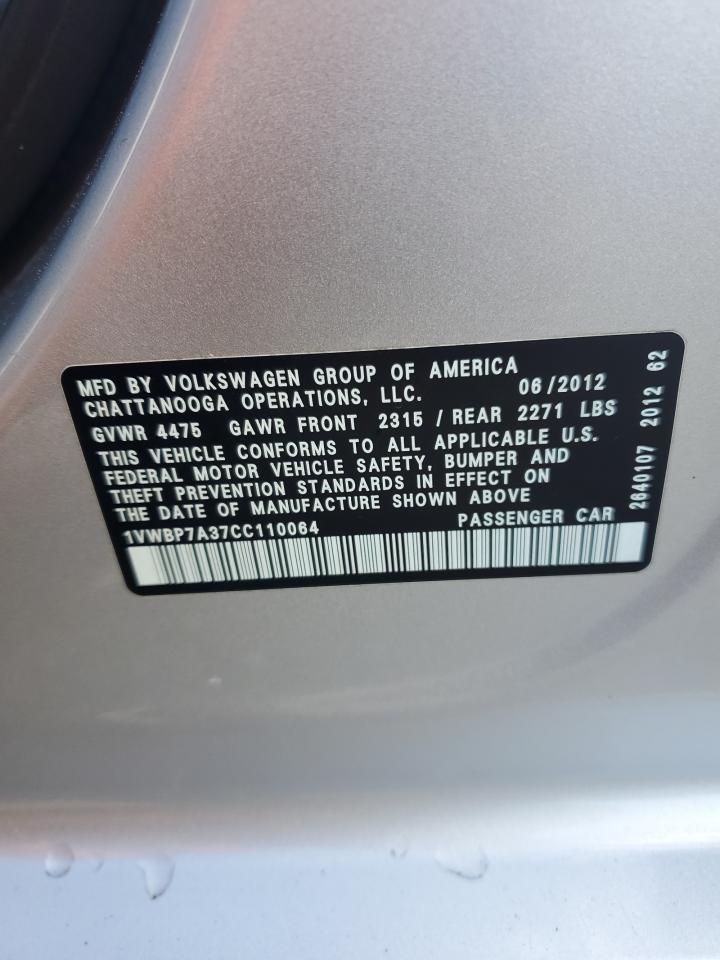 MFD BY VOLKSWAGEN GROUP OF AMERICA
CHATTANOOGA OPERATIONS, LLC. 06/2012
GVWR 4475 GAWR FRONT 2315 / REAR 2271 LBS
THIS VEHICLE CONFORMS TO ALL APPLICABLE U.S.
FEDERAL MOTOR VEHICLE SAFETY, BUMPER AND
THEFT PREVENTION STANDARDS IN EFFECT ON
THE DATE OF MANUFACTURE SHOWN ABOVE
1VWBP7A37CC110064 PASSENGER CAR
2640107 2012 62